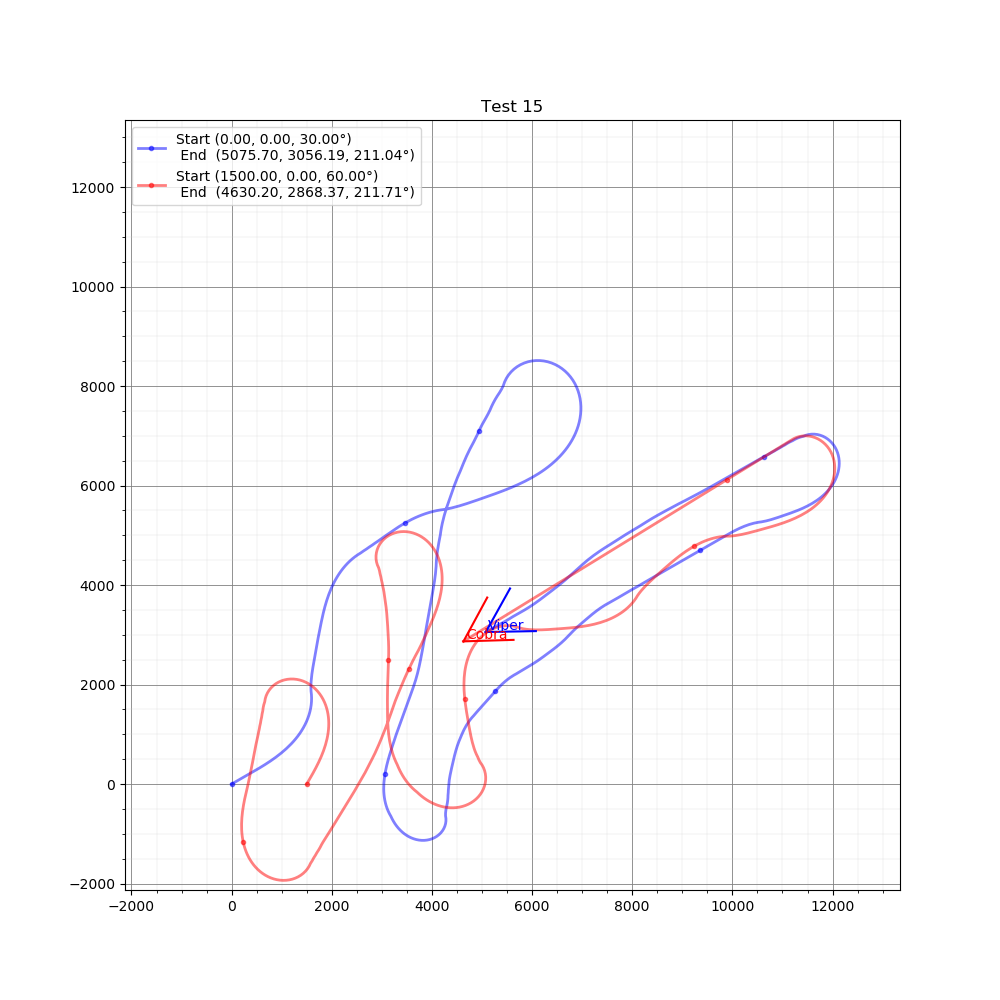 Test 15
Start (0.00, 0.00, 30.00°)
End (5075.70, 3056.19, 211.04°)
Start (1500.00, 0.00, 60.00°)
End (4630.20, 2868.37, 211.71°)
12000
10000
8000
6000
4000
2000
0
−2000
Viper
Cobra
−2000 0 2000 4000 6000 8000 10000 12000